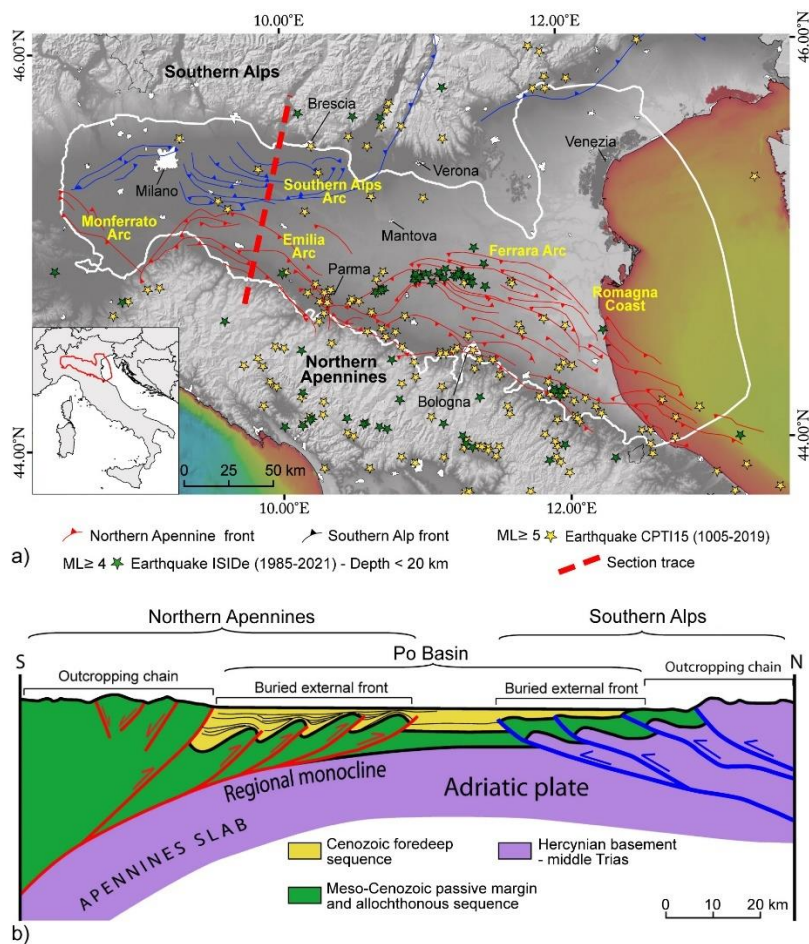 10.00°E 12.00°E
46.00°N 46.00°N
Southern Alps
Brescia
Venezia
Verona
Milano
Southern Alps
Arc
Monferrato
Arc
Mantova
Emilia
Arc
Ferrara Arc
Parma
Romagna
Coast
Northern
Apennines
Bologna
44.00°N 44.00°N
0 25 50 km
10.00°E 12.00°E
Northern Apennine front Southern Alp front ML≥ 5 Earthquake CPTI15 (1005-2019)
a)
ML≥ 4 Earthquake ISIDe (1985-2021) - Depth < 20 km Section trace
Northern Apennines Southern Alps
S Po Basin N
Outcropping chain Outcropping chain
Buried external front Buried external front
Regional monocline
Adriatic plate
APENNINES SLAB
Cenozoic foredeep
sequence
Hercynian basement
- middle Trias
Meso-Cenozoic passive margin
and allochthonous sequence
0 10 20 km
b)